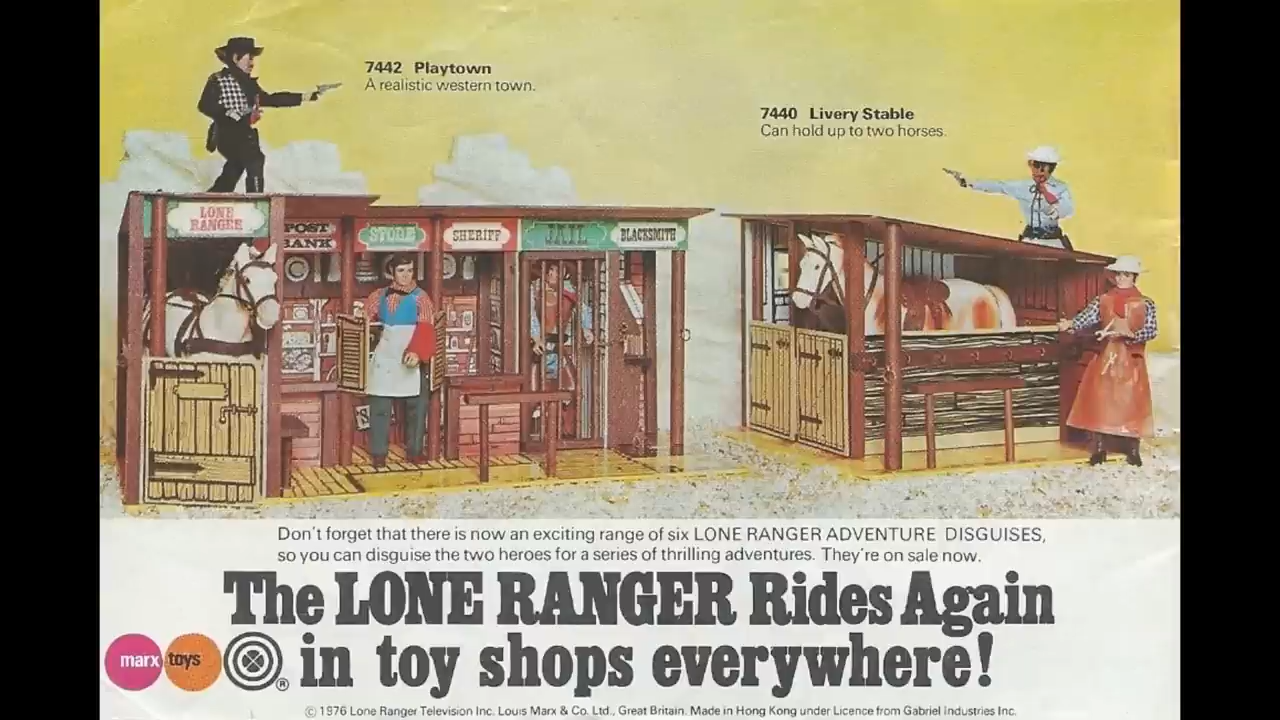 7442 Playtown
A realistic western town.
7440 Livery Stable
Can hold up to two horses.
LONE
RANGER
POST
BANK
STORE
SHERIFF
JAIL
BLACKSMITH
Don't forget that there is now an exciting range of six LONE RANGER ADVENTURE DISGUISES,
so you can disguise the two heroes for a series of thrilling adventures. They're on sale now.
The LONE RANGER Rides Again
in toy shops everywhere!
marx toys
®
© 1976 Lone Ranger Television Inc. Louis Marx & Co. Ltd., Great Britain. Made in Hong Kong under Licence from Gabriel Industries Inc.